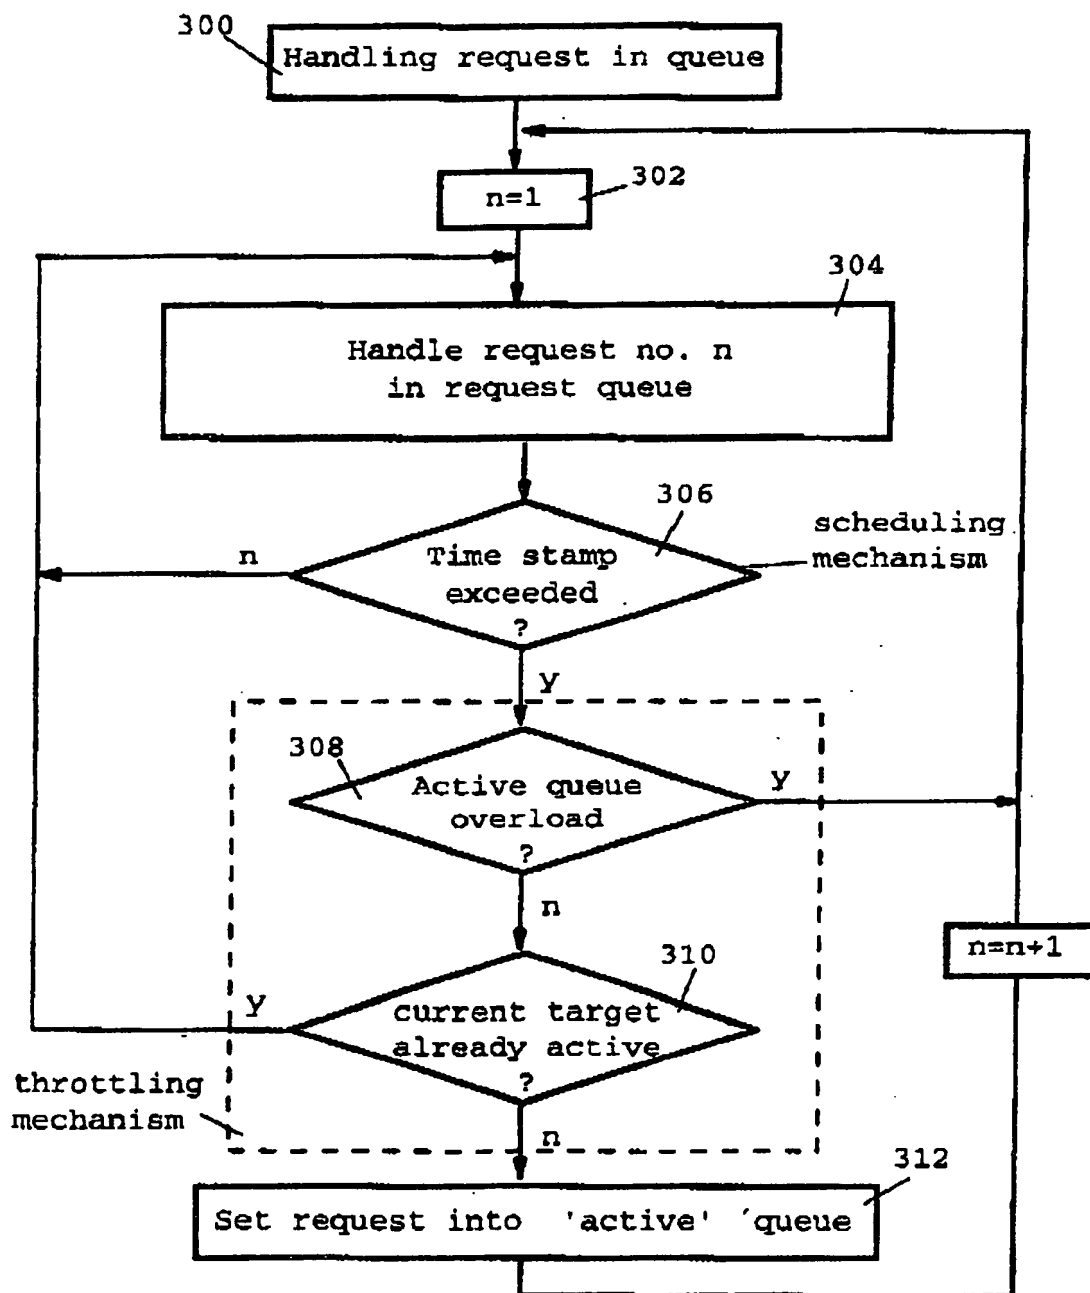 300
Handling request in queue
n=1
302
304
Handle request no. n
in request queue
306
scheduling
mechanism
n
Time stamp
exceeded
?
y
308
Active queue
overload
?
y
n
n=n+1
310
y
current target
already active
?
throttling
mechanism
n
312
Set request into 'active' ´queue